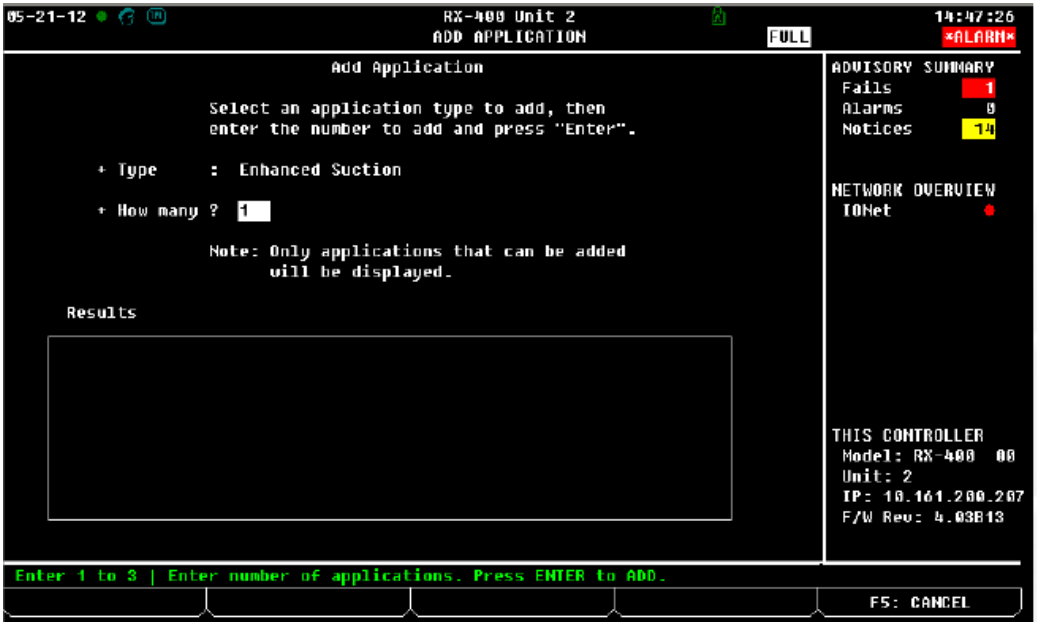 05-21-12 RX-400 Unit 2 14:47:26
ADD APPLICATION FULL *ALARM*
Add Application
Select an application type to add, then
enter the number to add and press "Enter".
+ Type : Enhanced Suction
+ How many ? 1
Note: Only applications that can be added
will be displayed.
Results
ADVISORY SUMMARY
Fails 1
Alarms 0
Notices 14
NETWORK OVERVIEW
IONet
THIS CONTROLLER
Model: RX-400 00
Unit: 2
IP: 10.161.200.207
F/W Rev: 4.03B13
Enter 1 to 3 | Enter number of applications. Press ENTER to ADD.
F5: CANCEL